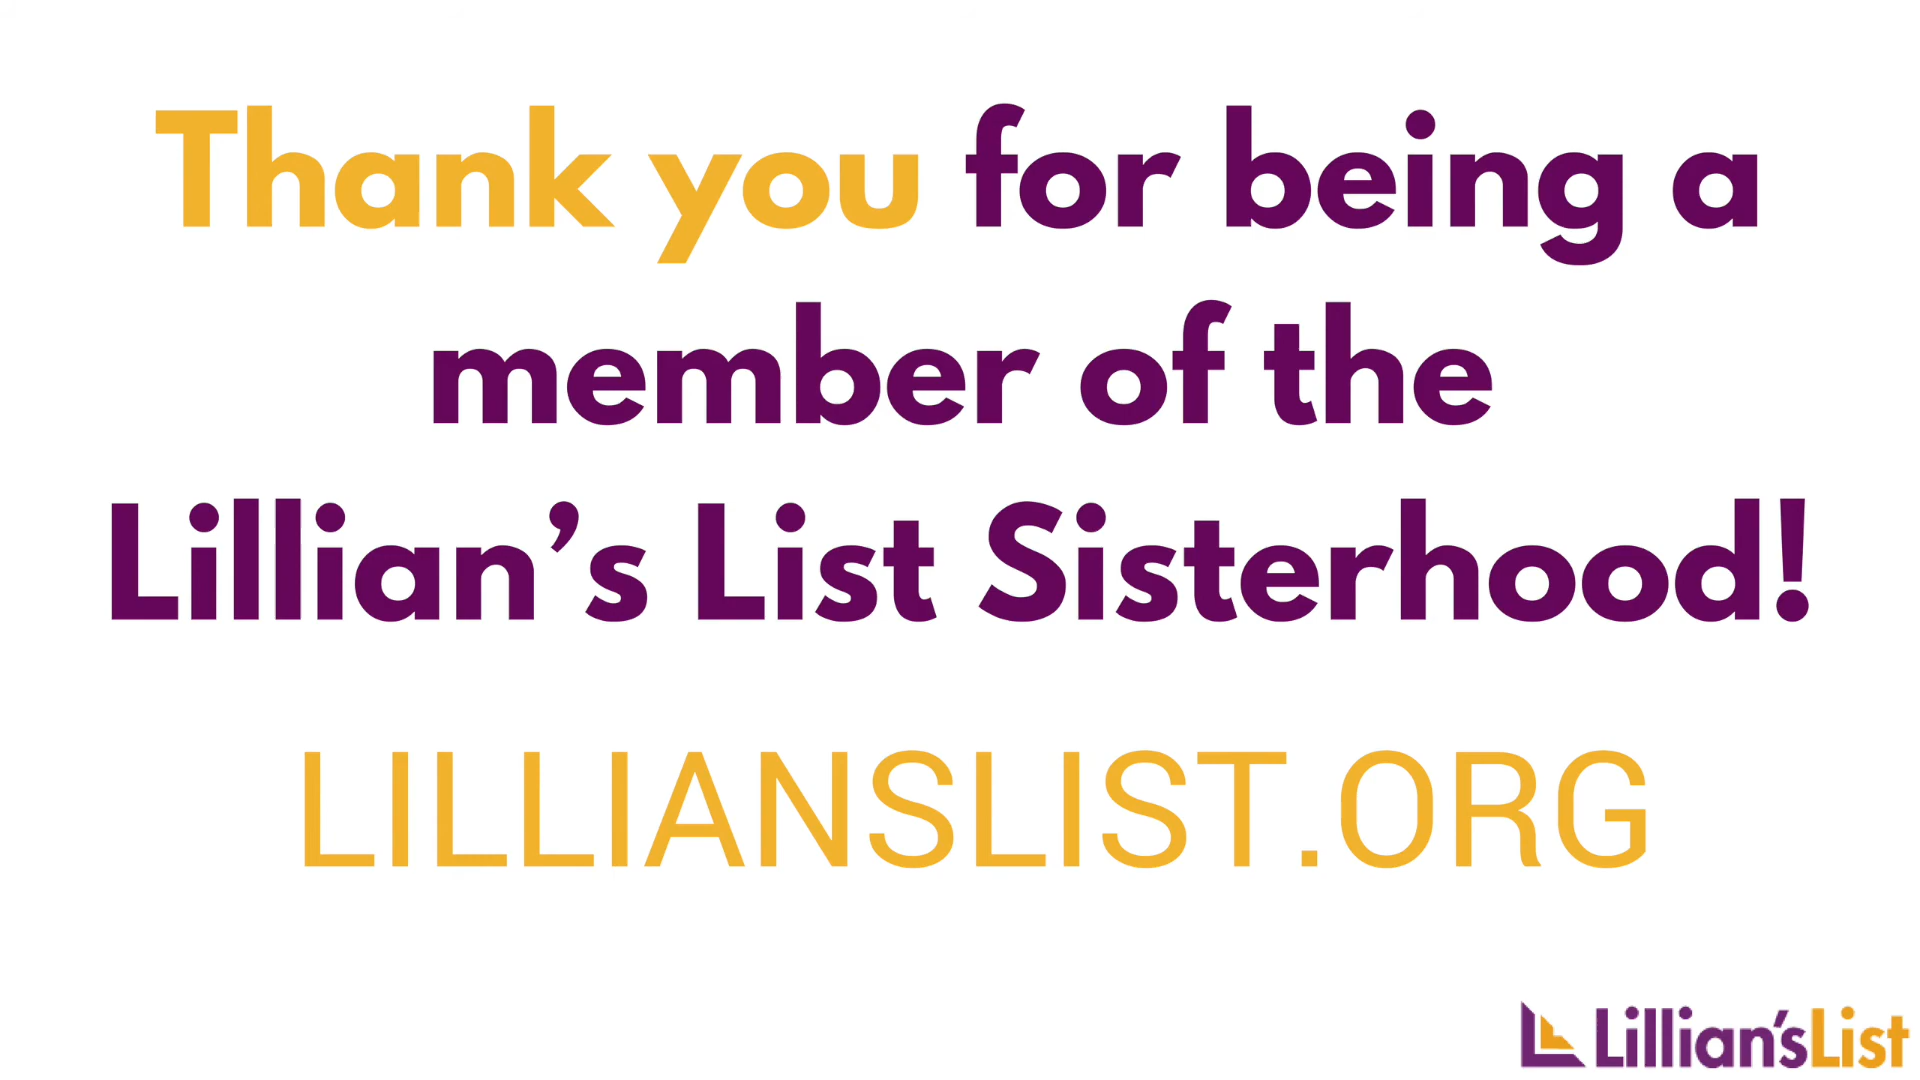 Thank you for being a
member of the
Lillian’s List Sisterhood!
LILLIANSLIST.ORG
Lillian'sList